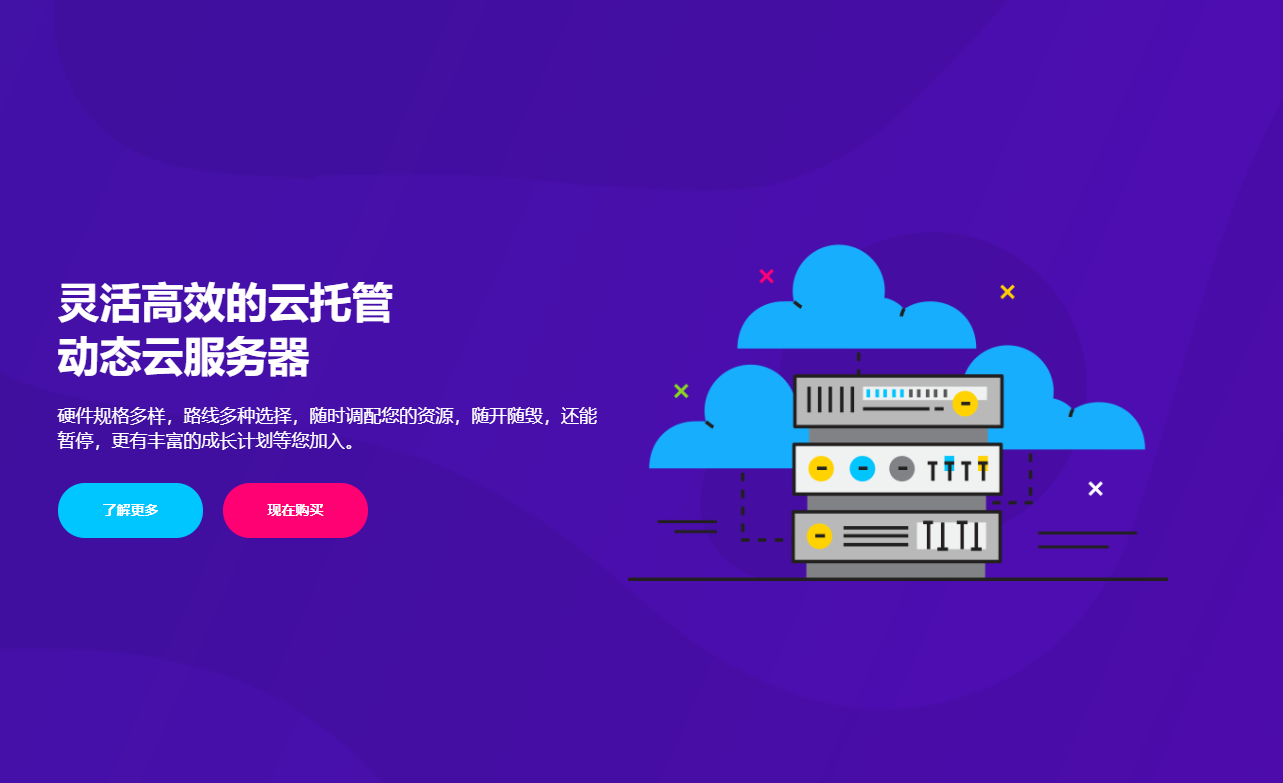 灵活高效的云托管
动态云服务器
硬件规格多样，路线多种选择，随时调配您的资源，随开随毁，还能
暂停，更有丰富的成长计划等您加入。
了解更多
现在购买